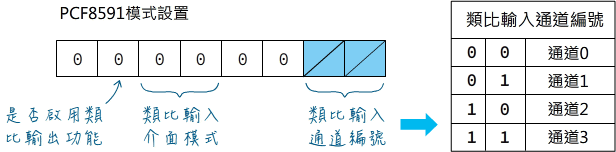 PCF8591模式設置
0 0 0 0 0 0
是否啟用類
比輸出功能
類比輸入
介面模式
類比輸入
通道編號
類比輸入通道編號
0 0 通道0
0 1 通道1
1 0 通道2
1 1 通道3